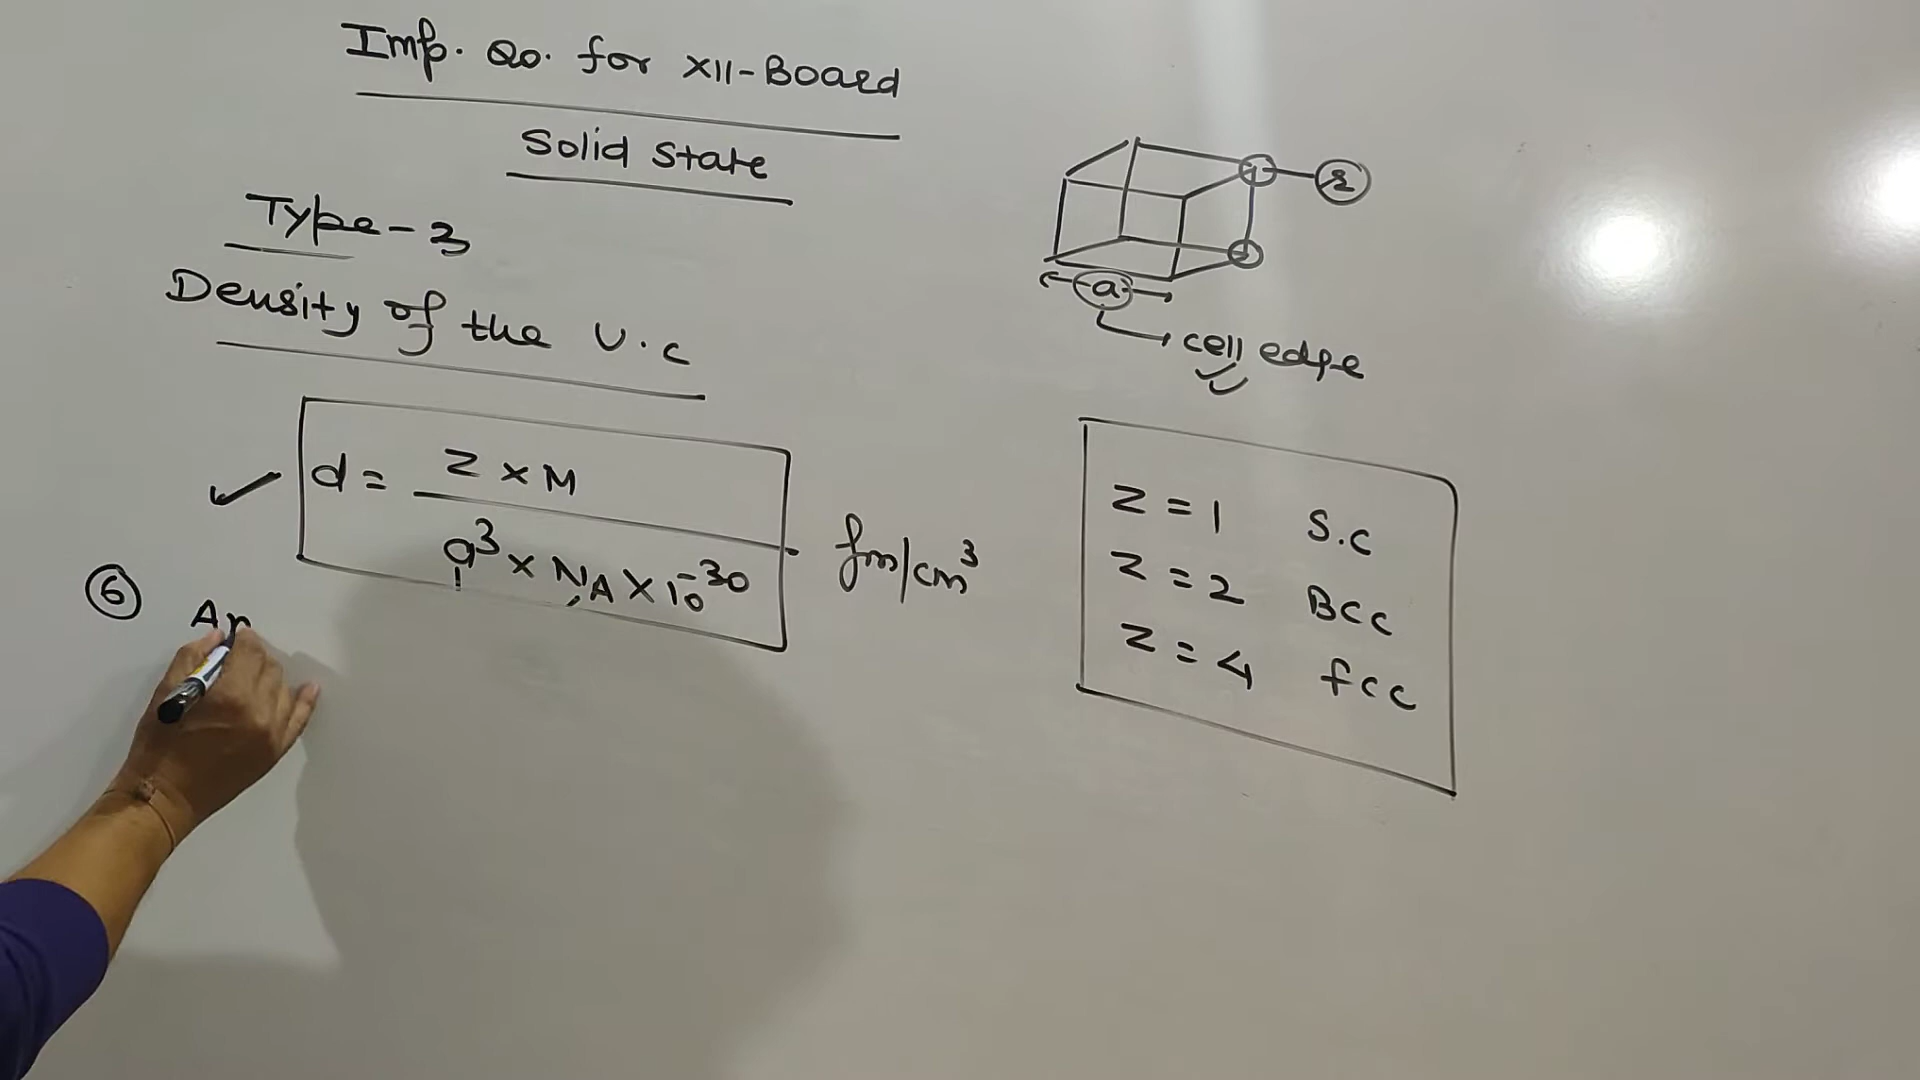 Imp. Qo. for XII-Board
Solid State
Type-3
Density of the U.C
d = Z × M / a³ × NA × 10⁻³⁰ gm/cm³
6 An
r
a
cell edge
Z = 1 S.C
Z = 2 BCC
Z = 4 fcc